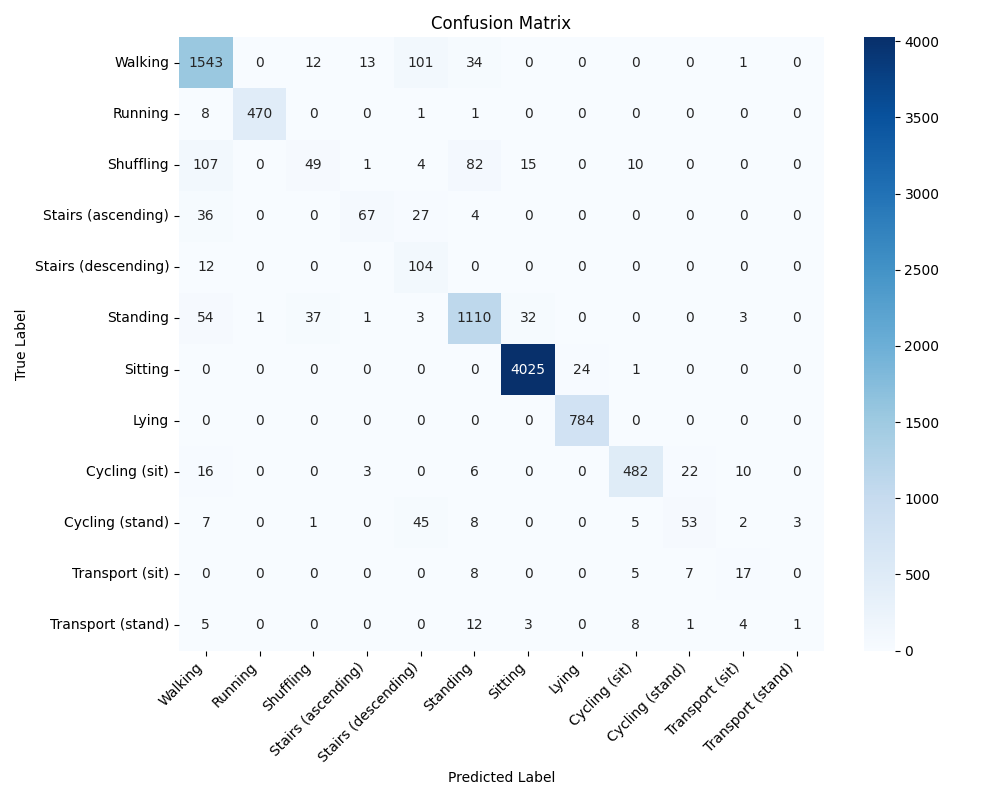 Confusion Matrix
Walking 1543 0 12 13 101 34 0 0 0 0 1 0
Running 8 470 0 0 1 1 0 0 0 0 0 0
Shuffling 107 0 49 1 4 82 15 0 10 0 0 0
Stairs (ascending) 36 0 0 67 27 4 0 0 0 0 0 0
Stairs (descending) 12 0 0 0 104 0 0 0 0 0 0 0
Standing 54 1 37 1 3 1110 32 0 0 0 3 0
Sitting 0 0 0 0 0 0 4025 24 1 0 0 0
Lying 0 0 0 0 0 0 0 784 0 0 0 0
Cycling (sit) 16 0 0 3 0 6 0 0 482 22 10 0
Cycling (stand) 7 0 1 0 45 8 0 0 5 53 2 3
Transport (sit) 0 0 0 0 0 8 0 0 5 7 17 0
Transport (stand) 5 0 0 0 0 12 3 0 8 1 4 1
Walking
Running
Shuffling
Stairs (ascending)
Stairs (descending)
Standing
Sitting
Lying
Cycling (sit)
Cycling (stand)
Transport (sit)
Transport (stand)
Predicted Label
True Label
4000
3500
3000
2500
2000
1500
1000
500
0